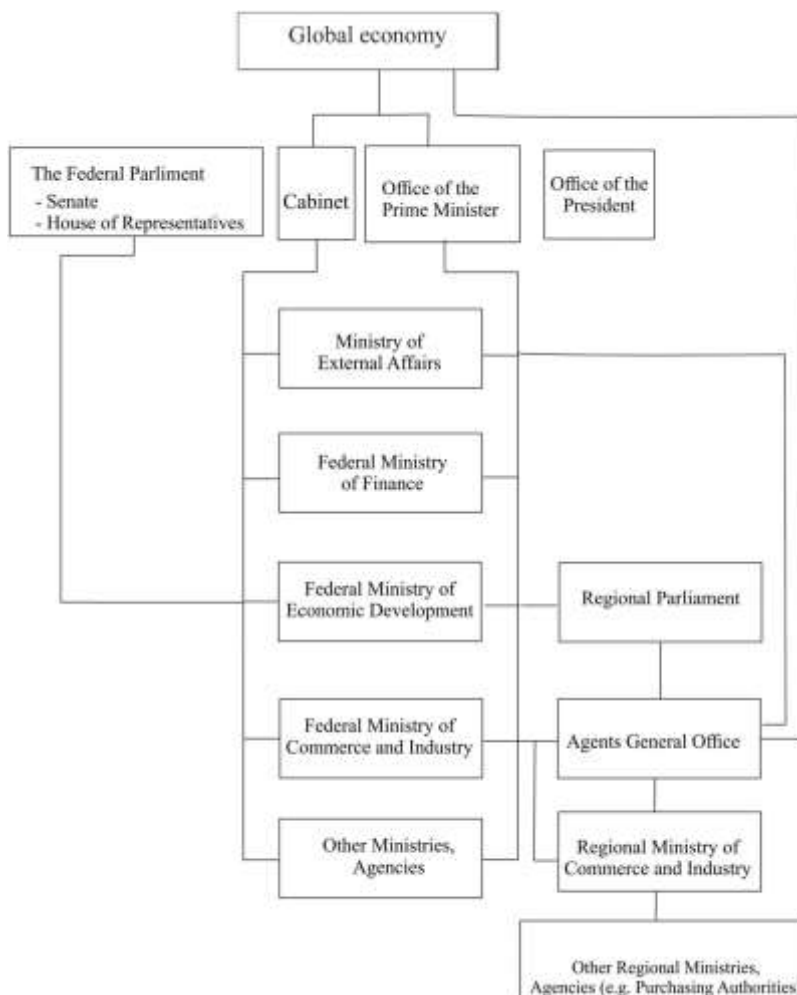 Global economy
The Federal Parliment
- Senate
- House of Representatives
Cabinet
Office of the
Prime Minister
Office of the
President
Ministry of
External Affairs
Federal Ministry
of Finance
Federal Ministry of
Economic Development
Regional Parliament
Federal Ministry of
Commerce and Industry
Agents General Office
Other Ministries,
Agencies
Regional Ministry of
Commerce and Industry
Other Regional Ministries,
Agencies (e.g. Purchasing Authorities